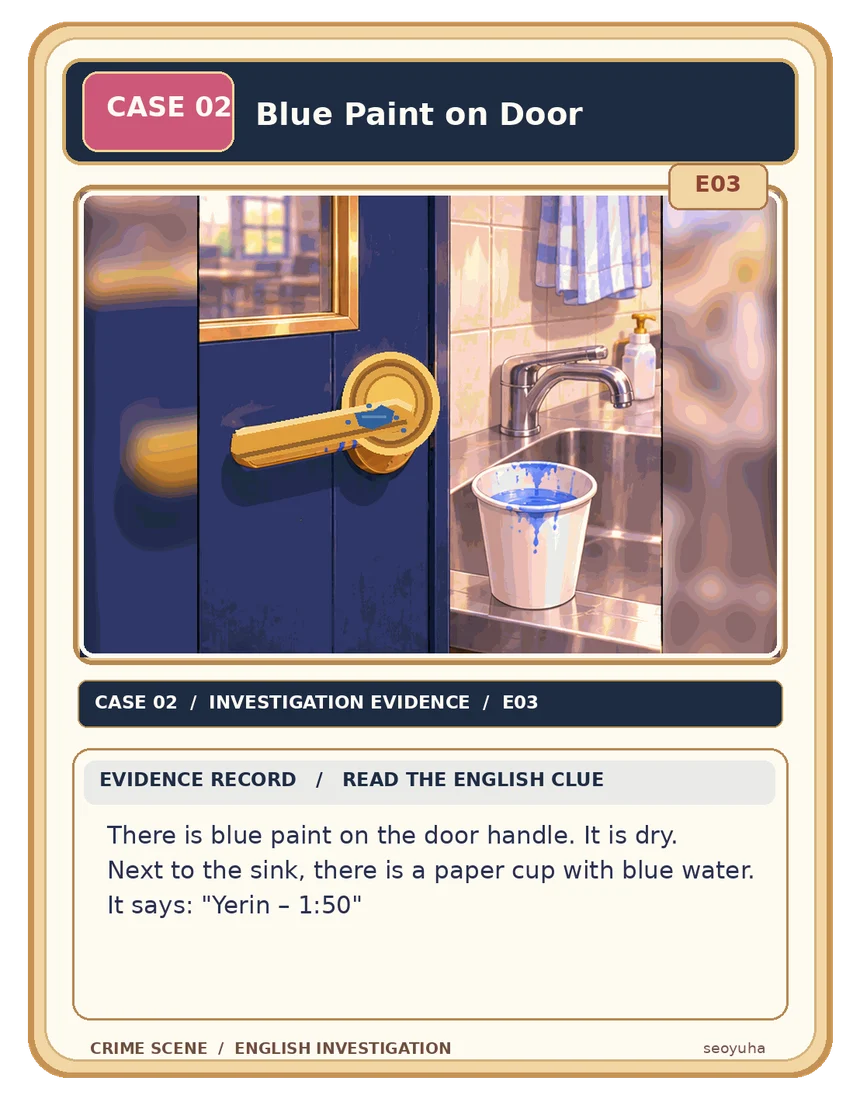 CASE 02
Blue Paint on Door
E03
CASE 02 / INVESTIGATION EVIDENCE / E03
EVIDENCE RECORD / READ THE ENGLISH CLUE
There is blue paint on the door handle. It is dry.
Next to the sink, there is a paper cup with blue water.
It says: "Yerin – 1:50"
CRIME SCENE / ENGLISH INVESTIGATION
seoyuha